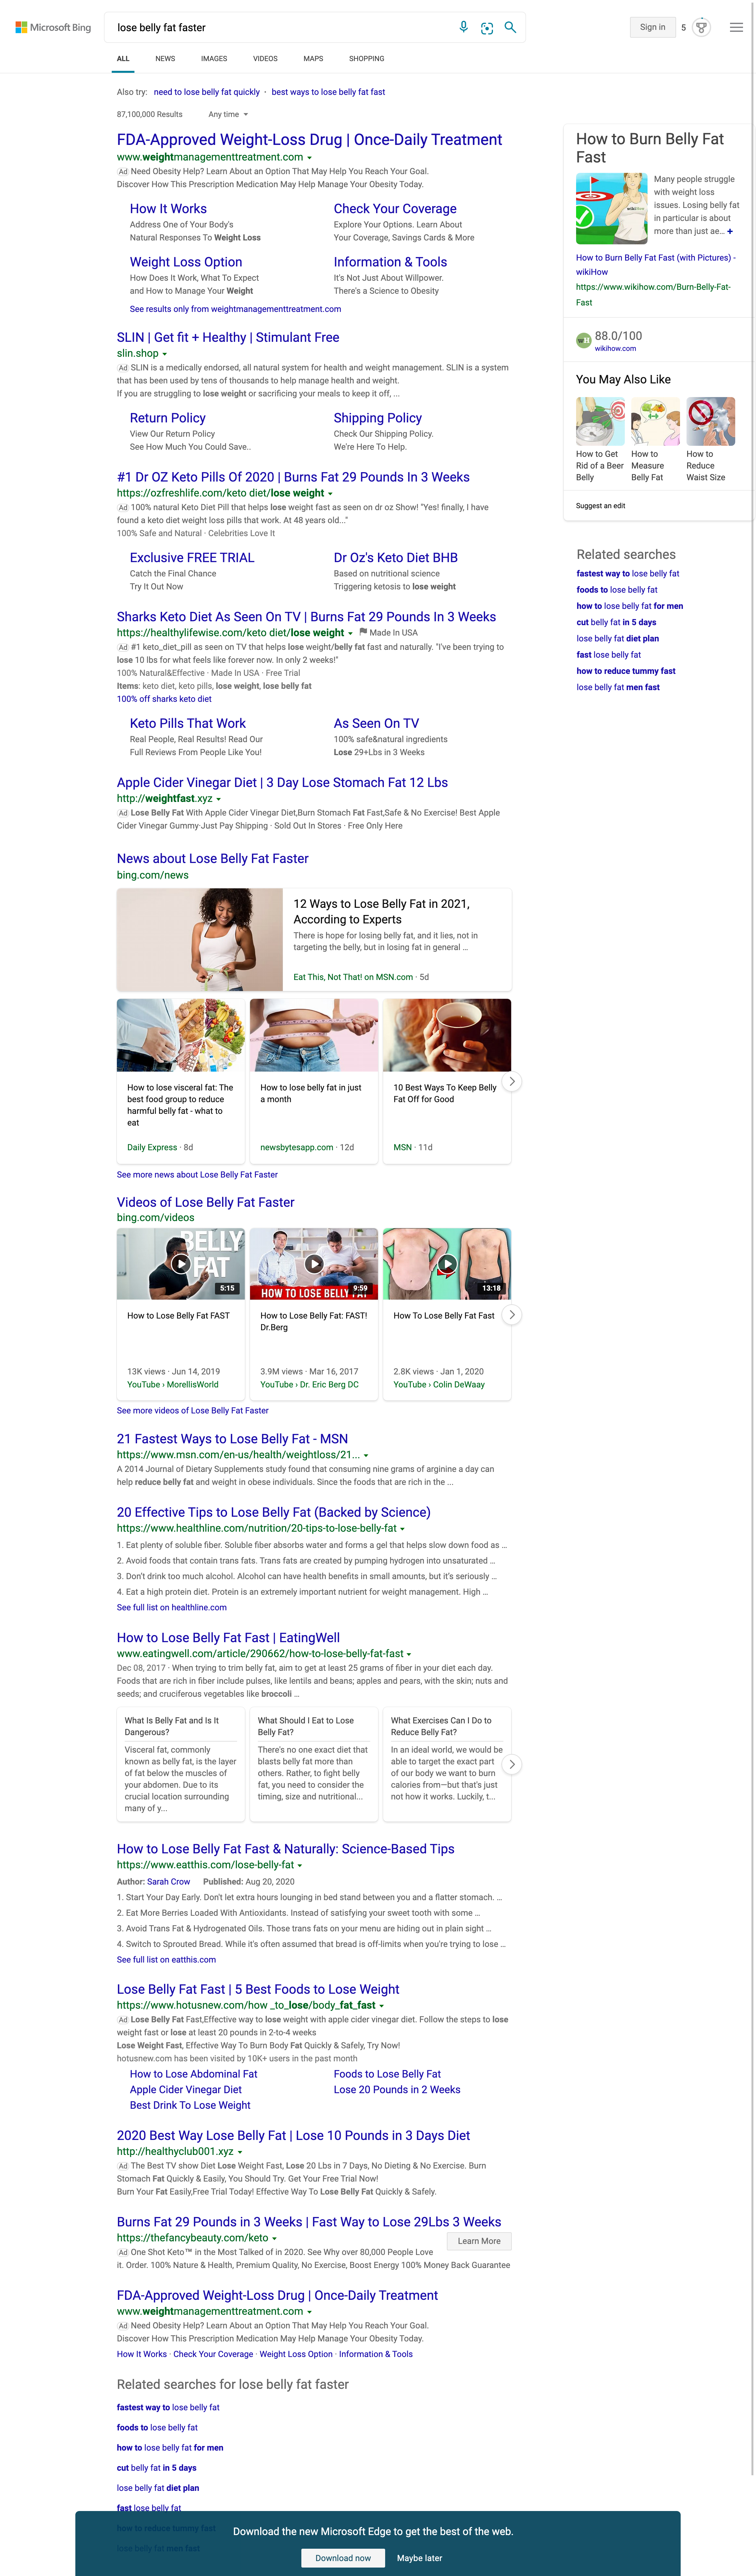 Microsoft Bing
lose belly fat faster
Sign in
5
ALL
NEWS
IMAGES
VIDEOS
MAPS
SHOPPING
Also try: need to lose belly fat quickly · best ways to lose belly fat fast
87,100,000 Results Any time
FDA-Approved Weight-Loss Drug | Once-Daily Treatment
www.weightmanagementtreatment.com
Ad Need Obesity Help? Learn About an Option That May Help You Reach Your Goal.
Discover How This Prescription Medication May Help Manage Your Obesity Today.
How It Works
Address One of Your Body's
Natural Responses To Weight Loss
Check Your Coverage
Explore Your Options. Learn About
Your Coverage, Savings Cards & More
Weight Loss Option
How Does It Work, What To Expect
and How to Manage Your Weight
Information & Tools
It's Not Just About Willpower.
There's a Science to Obesity
See results only from weightmanagementtreatment.com
SLIN | Get fit + Healthy | Stimulant Free
slin.shop
Ad SLIN is a medically endorsed, all natural system for health and weight management. SLIN is a system
that has been used by tens of thousands to help manage health and weight.
If you are struggling to lose weight or sacrificing your meals to keep it off, ...
Return Policy
View Our Return Policy
See How Much You Could Save..
Shipping Policy
Check Our Shipping Policy.
We're Here To Help.
#1 Dr OZ Keto Pills Of 2020 | Burns Fat 29 Pounds In 3 Weeks
https://ozfreshlife.com/keto diet/lose weight
Ad 100% natural Keto Diet Pill that helps lose weight fast as seen on dr oz Show! "Yes! finally, I have
found a keto diet weight loss pills that work. At 48 years old..."
100% Safe and Natural · Celebrities Love It
Exclusive FREE TRIAL
Catch the Final Chance
Try It Out Now
Dr Oz's Keto Diet BHB
Based on nutritional science
Triggering ketosis to lose weight
Sharks Keto Diet As Seen On TV | Burns Fat 29 Pounds In 3 Weeks
https://healthylifewise.com/keto diet/lose weight Made In USA
Ad #1 keto_diet_pill as seen on TV that helps lose weight/belly fat fast and naturally. "I've been trying to
lose 10 lbs for what feels like forever now. In only 2 weeks!"
100% Natural&Effective · Made In USA · Free Trial
Items: keto diet, keto pills, lose weight, lose belly fat
100% off sharks keto diet
Keto Pills That Work
Real People, Real Results! Read Our
Full Reviews From People Like You!
As Seen On TV
100% safe&natural ingredients
Lose 29+Lbs in 3 Weeks
Apple Cider Vinegar Diet | 3 Day Lose Stomach Fat 12 Lbs
http://weightfast.xyz
Ad Lose Belly Fat With Apple Cider Vinegar Diet,Burn Stomach Fat Fast,Safe & No Exercise! Best Apple
Cider Vinegar Gummy-Just Pay Shipping · Sold Out In Stores · Free Only Here
News about Lose Belly Fat Faster
bing.com/news
12 Ways to Lose Belly Fat in 2021,
According to Experts
There is hope for losing belly fat, and it lies, not in
targeting the belly, but in losing fat in general ...
Eat This, Not That! on MSN.com · 5d
How to lose visceral fat: The
best food group to reduce
harmful belly fat - what to
eat
Daily Express · 8d
How to lose belly fat in just
a month
newsbytesapp.com · 12d
10 Best Ways To Keep Belly
Fat Off for Good
MSN · 11d
See more news about Lose Belly Fat Faster
Videos of Lose Belly Fat Faster
bing.com/videos
BELLY
FAT
5:15
How to Lose Belly Fat FAST
13K views · Jun 14, 2019
YouTube › MorellisWorld
HOW TO LOSE BELLY FAT
9:59
How to Lose Belly Fat: FAST!
Dr.Berg
3.9M views · Mar 16, 2017
YouTube › Dr. Eric Berg DC
13:18
How To Lose Belly Fat Fast
2.8K views · Jan 1, 2020
YouTube › Colin DeWaay
See more videos of Lose Belly Fat Faster
21 Fastest Ways to Lose Belly Fat - MSN
https://www.msn.com/en-us/health/weightloss/21...
A 2014 Journal of Dietary Supplements study found that consuming nine grams of arginine a day can
help reduce belly fat and weight in obese individuals. Since the foods that are rich in the ...
20 Effective Tips to Lose Belly Fat (Backed by Science)
https://www.healthline.com/nutrition/20-tips-to-lose-belly-fat
1. Eat plenty of soluble fiber. Soluble fiber absorbs water and forms a gel that helps slow down food as ...
2. Avoid foods that contain trans fats. Trans fats are created by pumping hydrogen into unsaturated ...
3. Don't drink too much alcohol. Alcohol can have health benefits in small amounts, but it's seriously ...
4. Eat a high protein diet. Protein is an extremely important nutrient for weight management. High ...
See full list on healthline.com
How to Lose Belly Fat Fast | EatingWell
www.eatingwell.com/article/290662/how-to-lose-belly-fat-fast
Dec 08, 2017 · When trying to trim belly fat, aim to get at least 25 grams of fiber in your diet each day.
Foods that are rich in fiber include pulses, like lentils and beans; apples and pears, with the skin; nuts and
seeds; and cruciferous vegetables like broccoli ...
What Is Belly Fat and Is It
Dangerous?
Visceral fat, commonly
known as belly fat, is the layer
of fat below the muscles of
your abdomen. Due to its
crucial location surrounding
many of y...
What Should I Eat to Lose
Belly Fat?
There's no one exact diet that
blasts belly fat more than
others. Rather, to fight belly
fat, you need to consider the
timing, size and nutritional...
What Exercises Can I Do to
Reduce Belly Fat?
In an ideal world, we would be
able to target the exact part
of our body we want to burn
calories from—but that's just
not how it works. Luckily, t...
How to Lose Belly Fat Fast & Naturally: Science-Based Tips
https://www.eatthis.com/lose-belly-fat
Author: Sarah Crow Published: Aug 20, 2020
1. Start Your Day Early. Don't let extra hours lounging in bed stand between you and a flatter stomach. ...
2. Eat More Berries Loaded With Antioxidants. Instead of satisfying your sweet tooth with some ...
3. Avoid Trans Fat & Hydrogenated Oils. Those trans fats on your menu are hiding out in plain sight ...
4. Switch to Sprouted Bread. While it's often assumed that bread is off-limits when you're trying to lose ...
See full list on eatthis.com
Lose Belly Fat Fast | 5 Best Foods to Lose Weight
https://www.hotusnew.com/how _to_lose/body_fat_fast
Ad Lose Belly Fat Fast,Effective way to lose weight with apple cider vinegar diet. Follow the steps to lose
weight fast or lose at least 20 pounds in 2-to-4 weeks
Lose Weight Fast, Effective Way To Burn Body Fat Quickly & Safely, Try Now!
hotusnew.com has been visited by 10K+ users in the past month
How to Lose Abdominal Fat
Foods to Lose Belly Fat
Apple Cider Vinegar Diet
Lose 20 Pounds in 2 Weeks
Best Drink To Lose Weight
2020 Best Way Lose Belly Fat | Lose 10 Pounds in 3 Days Diet
http://healthyclub001.xyz
Ad The Best TV show Diet Lose Weight Fast, Lose 20 Lbs in 7 Days, No Dieting & No Exercise. Burn
Stomach Fat Quickly & Easily, You Should Try. Get Your Free Trial Now!
Burn Your Fat Easily,Free Trial Today! Effective Way To Lose Belly Fat Quickly & Safely.
Burns Fat 29 Pounds in 3 Weeks | Fast Way to Lose 29Lbs 3 Weeks
https://thefancybeauty.com/keto
Learn More
Ad One Shot Keto™ in the Most Talked of in 2020. See Why over 80,000 People Love
it. Order. 100% Nature & Health, Premium Quality, No Exercise, Boost Energy 100% Money Back Guarantee
FDA-Approved Weight-Loss Drug | Once-Daily Treatment
www.weightmanagementtreatment.com
Ad Need Obesity Help? Learn About an Option That May Help You Reach Your Goal.
Discover How This Prescription Medication May Help Manage Your Obesity Today.
How It Works · Check Your Coverage · Weight Loss Option · Information & Tools
Related searches for lose belly fat faster
fastest way to lose belly fat
foods to lose belly fat
how to lose belly fat for men
cut belly fat in 5 days
lose belly fat diet plan
fast lose belly fat
how to reduce tummy fast
lose belly fat men fast
How to Burn Belly Fat
Fast
wikiHow
Many people struggle
with weight loss
issues. Losing belly fat
in particular is about
more than just ae... +
How to Burn Belly Fat Fast (with Pictures) -
wikiHow
https://www.wikihow.com/Burn-Belly-Fat-
Fast
88.0/100
wikihow.com
You May Also Like
How to Get
Rid of a Beer
Belly
How to
Measure
Belly Fat
How to
Reduce
Waist Size
Suggest an edit
Related searches
fastest way to lose belly fat
foods to lose belly fat
how to lose belly fat for men
cut belly fat in 5 days
lose belly fat diet plan
fast lose belly fat
how to reduce tummy fast
lose belly fat men fast
Download the new Microsoft Edge to get the best of the web.
Download now
Maybe later